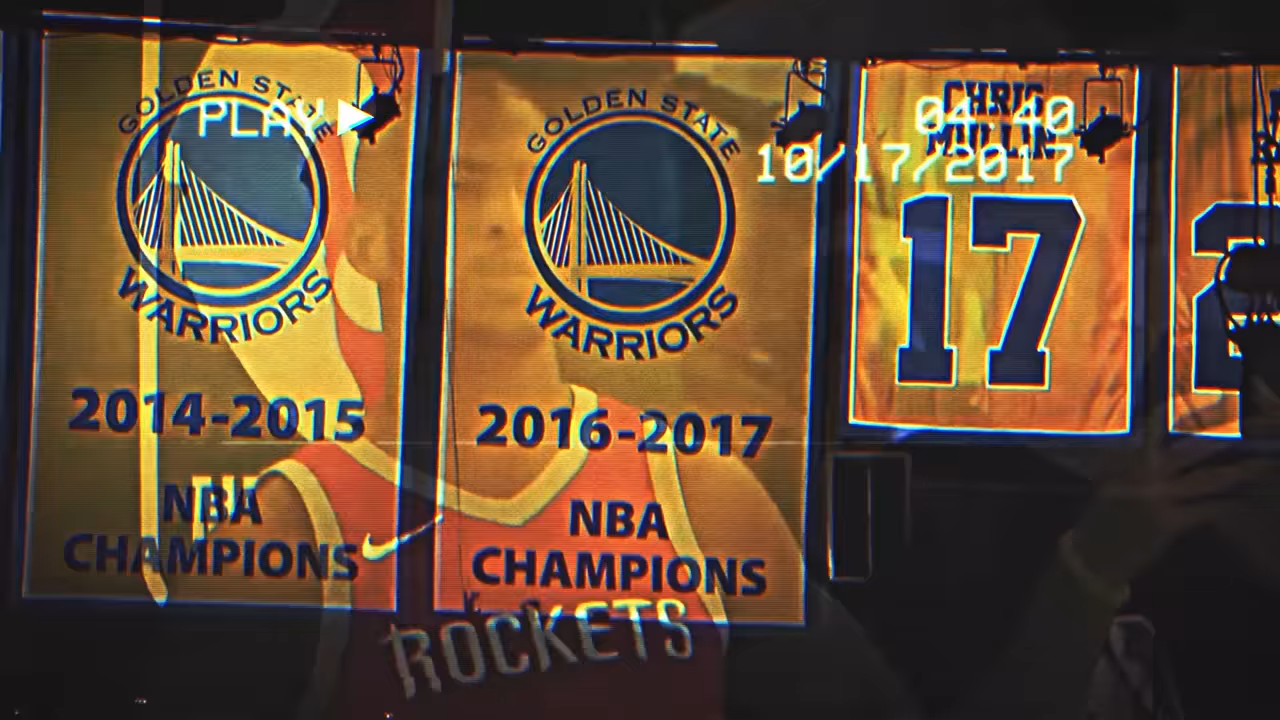 GOLDEN STATE
WARRIORS
2014-2015
NBA
CHAMPIONS
GOLDEN STATE
WARRIORS
2016-2017
NBA
CHAMPIONS
CHRIS
MULLIN
17
PLAY
04:40
10/17/2017
ROCKETS